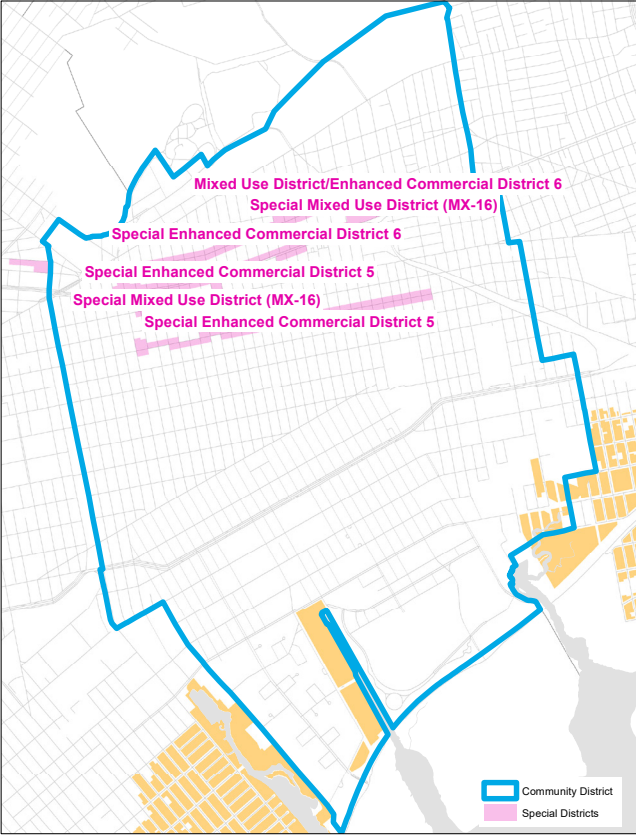 Mixed Use District/Enhanced Commercial District 6
Special Mixed Use District (MX-16)
Special Enhanced Commercial District 6
Special Enhanced Commercial District 5
Special Mixed Use District (MX-16)
Special Enhanced Commercial District 5
Community District
Special Districts